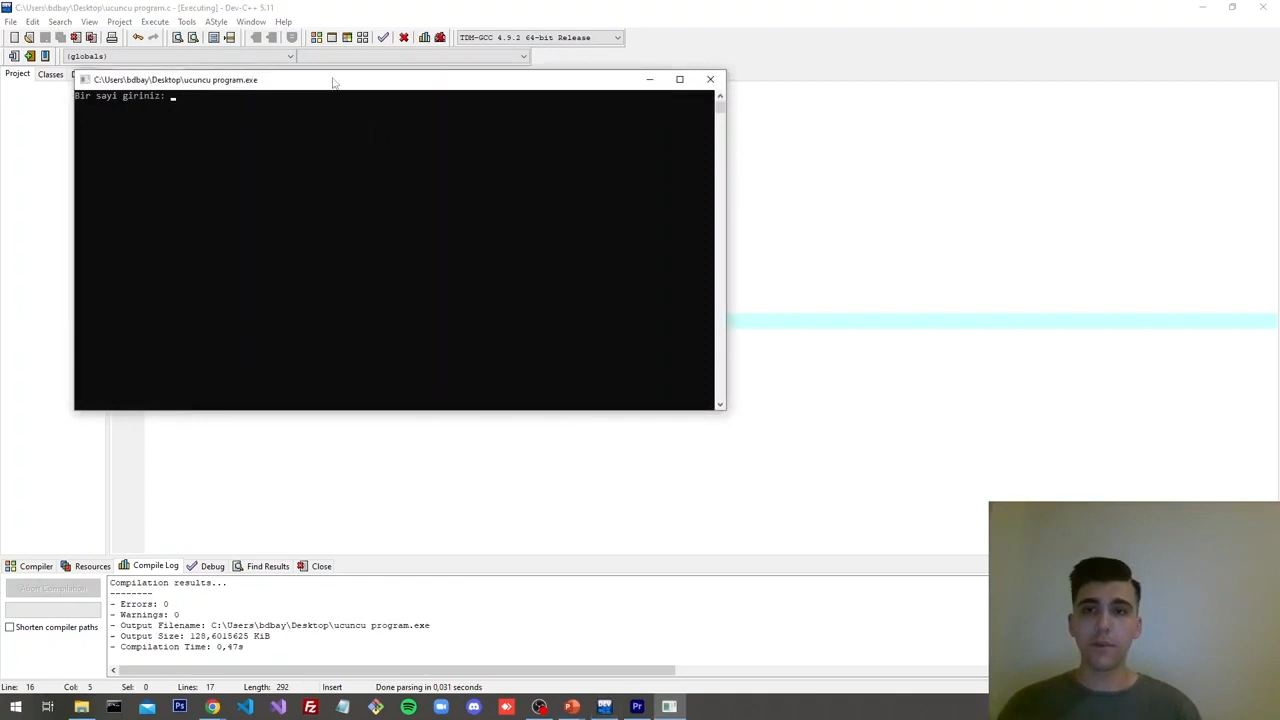 C:\Users\bdbay\Desktop\ucuncu program.c - [Executing] - Dev-C++ 5.11
File Edit Search View Project Execute Tools AStyle Window Help
TDM-GCC 4.9.2 64-bit Release
(globals)
Project Classes
C:\Users\bdbay\Desktop\ucuncu program.exe
Bir sayi giriniz:
Compiler Resources Compile Log Debug Find Results Close
Abort Compilation
Shorten compiler paths
Compilation results...
--------
- Errors: 0
- Warnings: 0
- Output Filename: C:\Users\bdbay\Desktop\ucuncu program.exe
- Output Size: 128,6015625 KiB
- Compilation Time: 0,47s
Line: 16 Col: 5 Sel: 0 Lines: 17 Length: 292 Insert Done parsing in 0,031 seconds